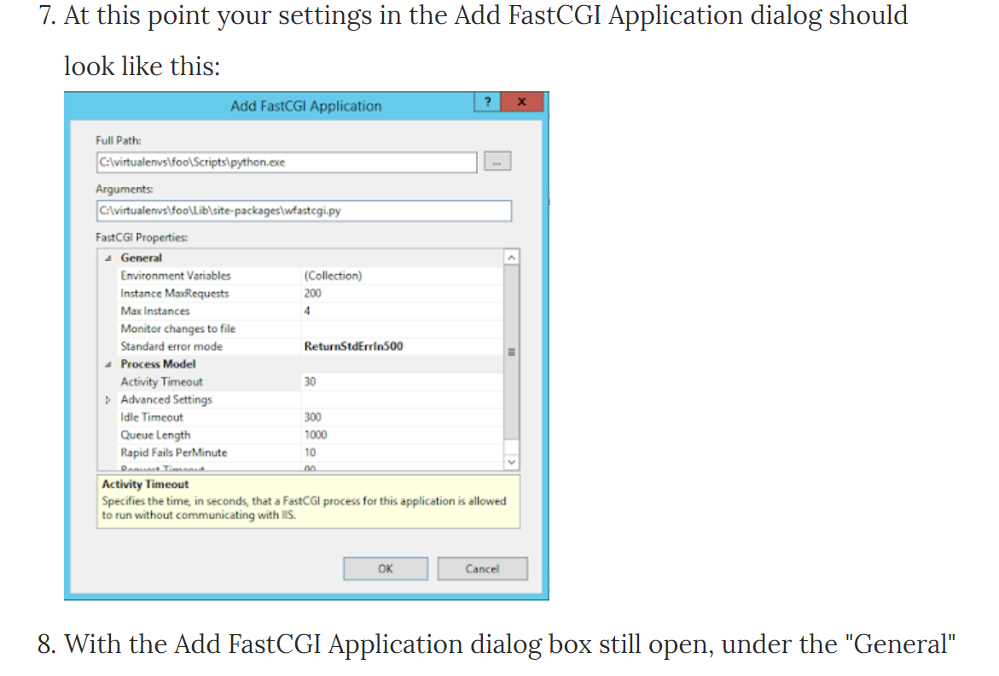 7. At this point your settings in the Add FastCGI Application dialog should
look like this:
Add FastCGI Application
?
x
Full Path:
C:\virtualenvs\foo\Scripts\python.exe
...
Arguments:
C:\virtualenvs\foo\Lib\site-packages\wfastcgi.py
FastCGI Properties:
General
Environment Variables (Collection)
Instance MaxRequests 200
Max Instances 4
Monitor changes to file
Standard error mode ReturnStdErrIn500
Process Model
Activity Timeout 30
Advanced Settings
Idle Timeout 300
Queue Length 1000
Rapid Fails PerMinute 10
Request Timeout 90
Activity Timeout
Specifies the time, in seconds, that a FastCGI process for this application is allowed
to run without communicating with IIS.
OK Cancel
8. With the Add FastCGI Application dialog box still open, under the "General"